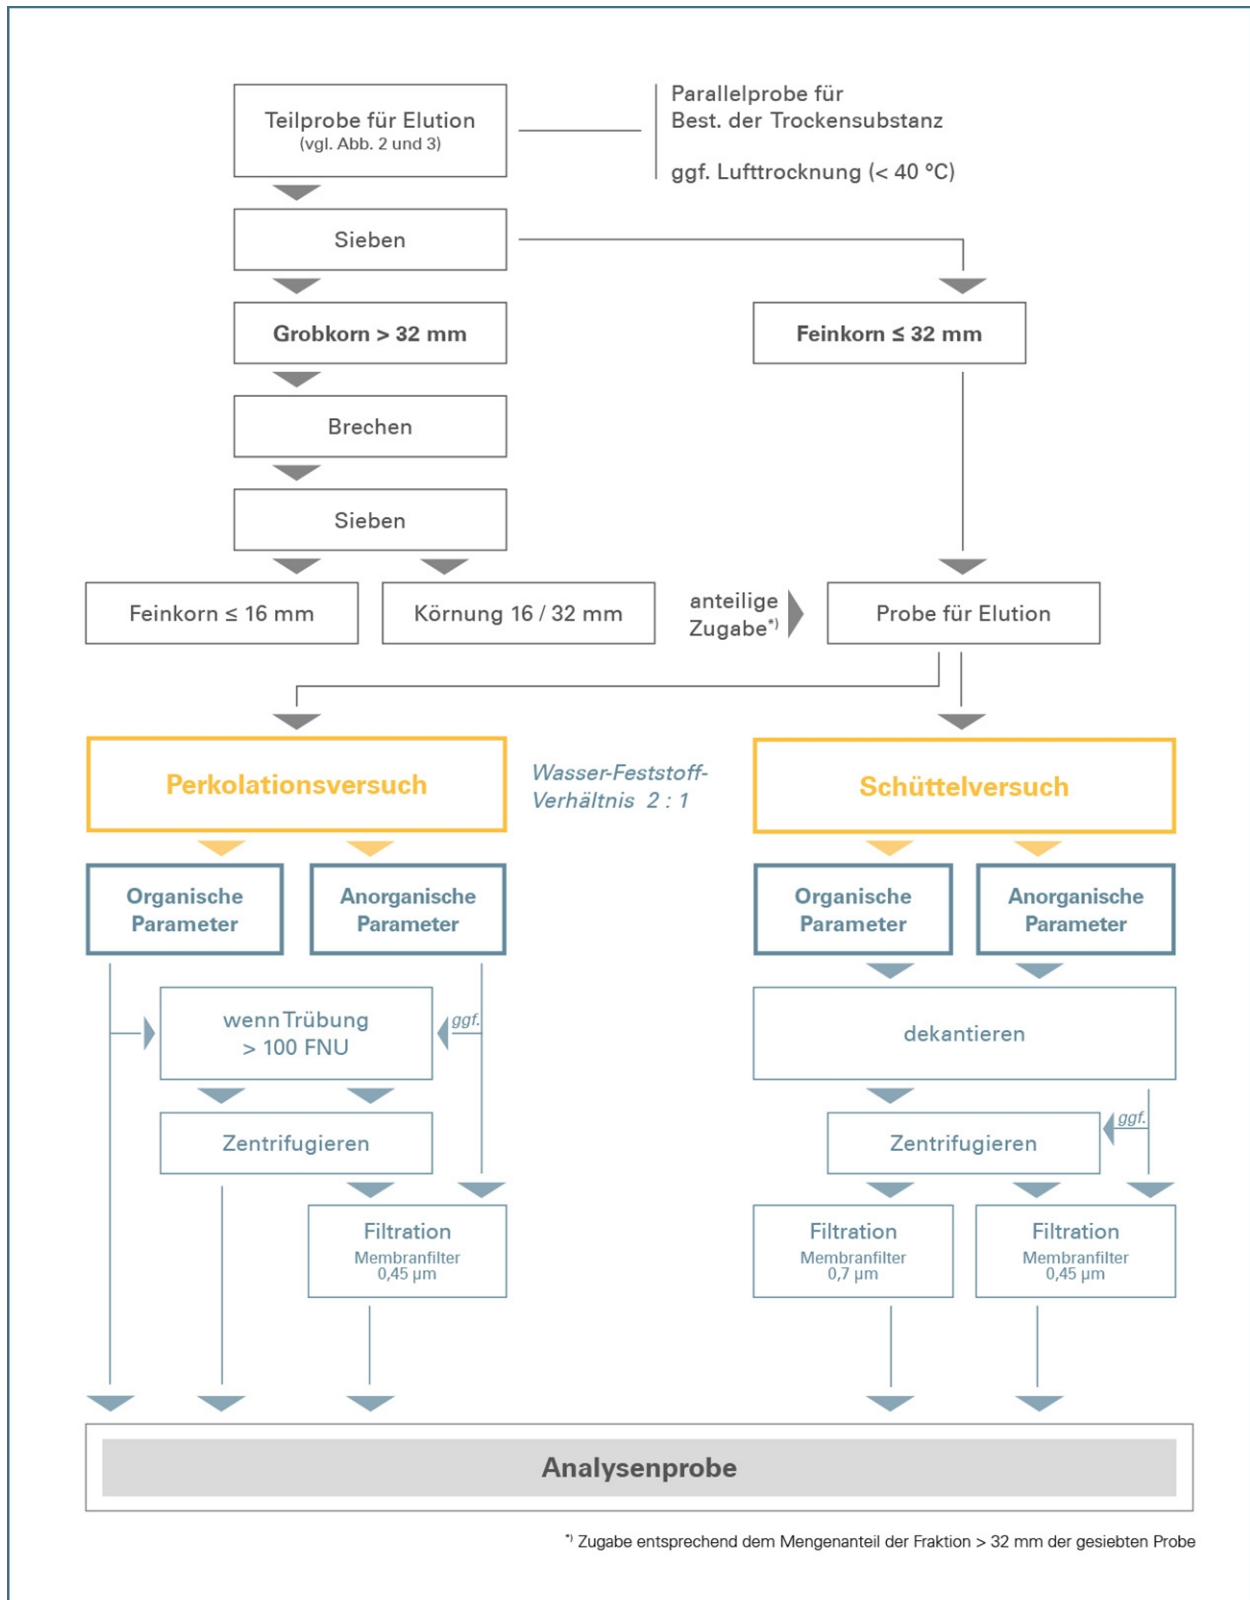 Teilprobe für Elution
(vgl. Abb. 2 und 3)
Parallelprobe für
Best. der Trockensubstanz
ggf. Lufttrocknung (< 40 °C)
Sieben
Grobkorn > 32 mm
Feinkorn ≤ 32 mm
Brechen
Sieben
Feinkorn ≤ 16 mm
Körnung 16 / 32 mm
anteilige
Zugabe*)
Probe für Elution
Perkolationsversuch
Wasser-Feststoff-
Verhältnis 2 : 1
Schüttelversuch
Organische
Parameter
Anorganische
Parameter
Organische
Parameter
Anorganische
Parameter
wenn Trübung
> 100 FNU
ggf.
dekantieren
Zentrifugieren
Zentrifugieren
ggf.
Filtration
Membranfilter
0,45 µm
Filtration
Membranfilter
0,7 µm
Filtration
Membranfilter
0,45 µm
Analysenprobe
*) Zugabe entsprechend dem Mengenanteil der Fraktion > 32 mm der gesiebten Probe